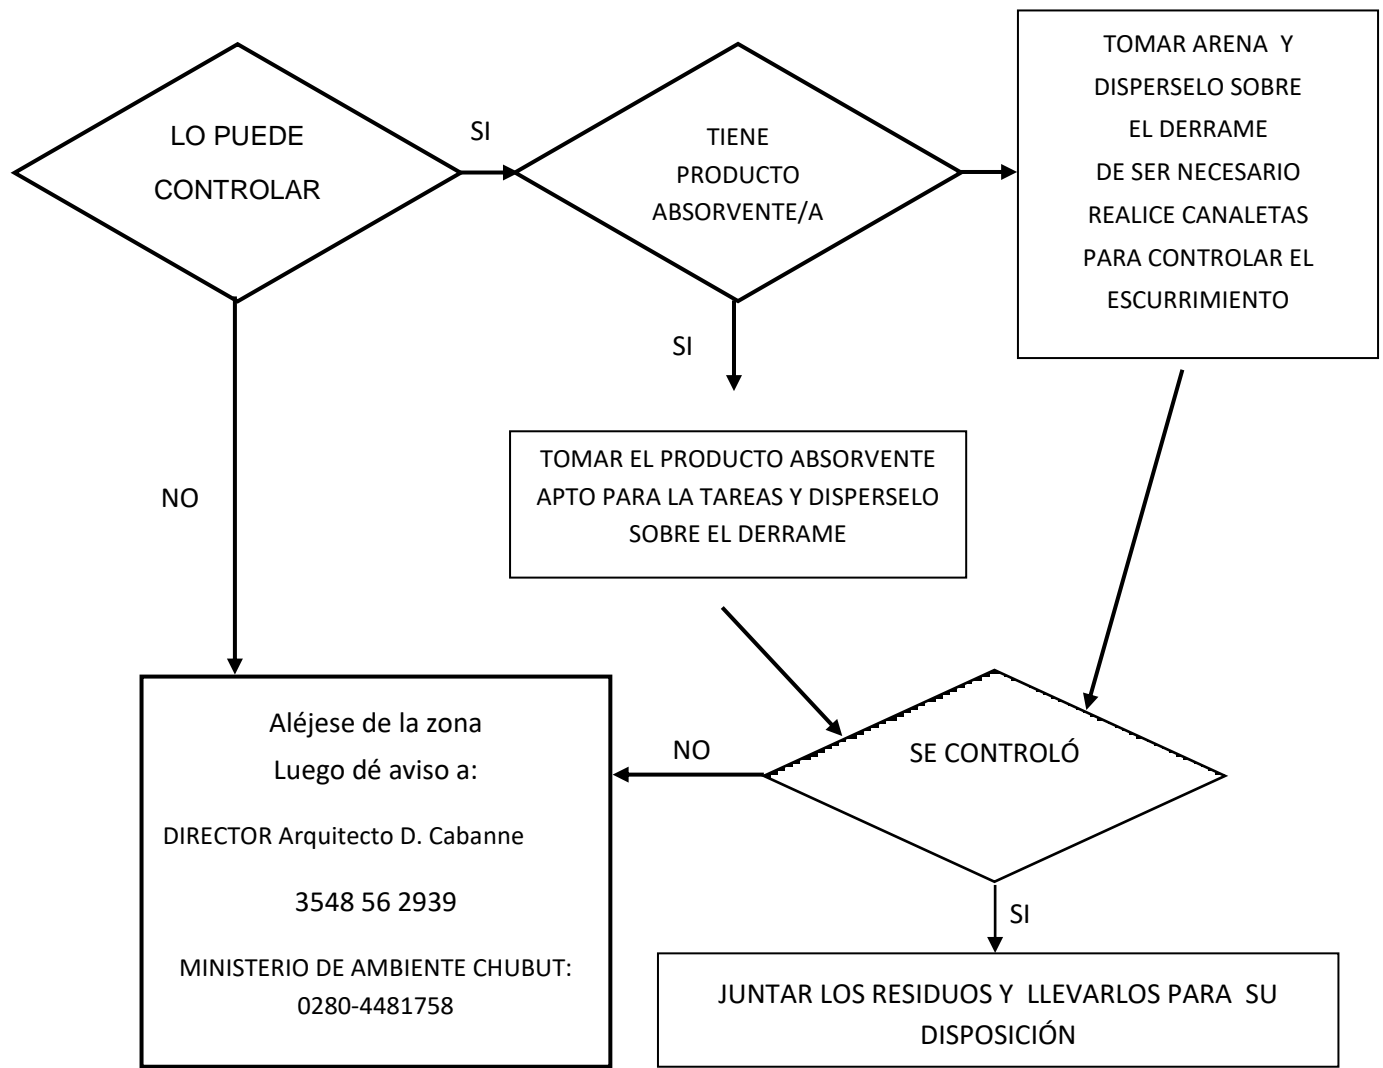 LO PUEDE
CONTROLAR
SI
TIENE
PRODUCTO
ABSORVENTE/A
TOMAR ARENA Y
DISPERSELO SOBRE
EL DERRAME
DE SER NECESARIO
REALICE CANALETAS
PARA CONTROLAR EL
ESCURRIMIENTO
SI
NO
TOMAR EL PRODUCTO ABSORVENTE
APTO PARA LA TAREAS Y DISPERSELO
SOBRE EL DERRAME
Aléjese de la zona
Luego dé aviso a:
DIRECTOR Arquitecto D. Cabanne
3548 56 2939
MINISTERIO DE AMBIENTE CHUBUT:
0280-4481758
NO
SE CONTROLÓ
SI
JUNTAR LOS RESIDUOS Y LLEVARLOS PARA SU
DISPOSICIÓN